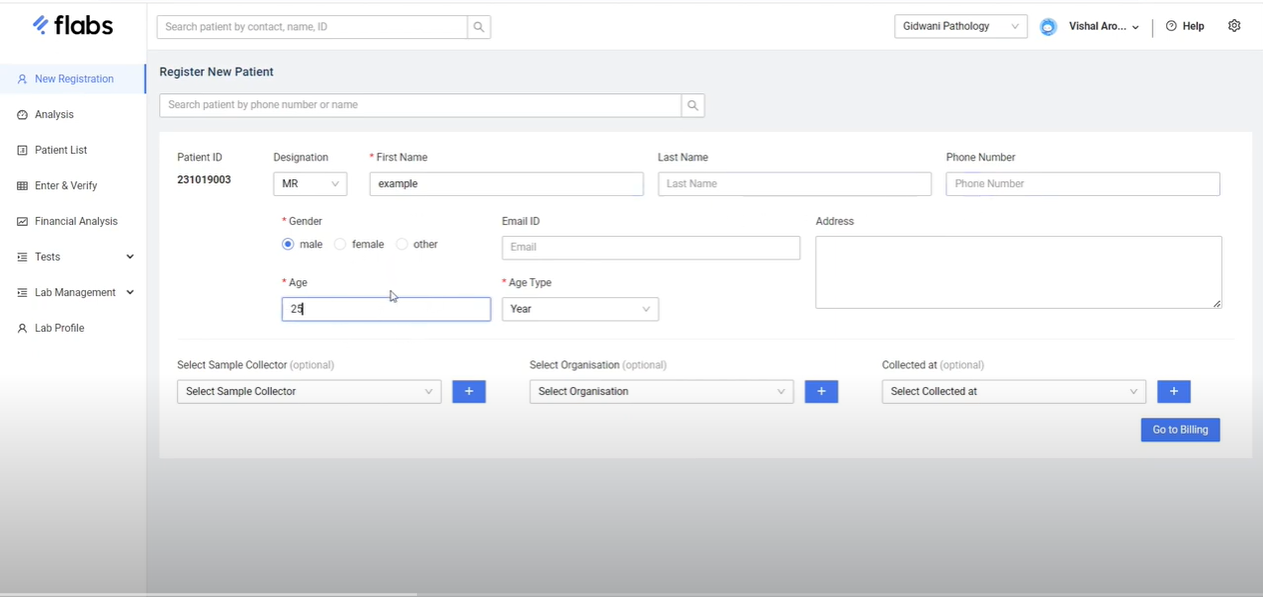 flabs
Search patient by contact, name, ID
Gidwani Pathology
Vishal Aro...
Help
New Registration
Analysis
Patient List
Enter & Verify
Financial Analysis
Tests
Lab Management
Lab Profile
Register New Patient
Search patient by phone number or name
Patient ID Designation * First Name Last Name Phone Number
231019003 MR example Last Name Phone Number
* Gender Email ID Address
male female other Email
* Age * Age Type
25 Year
Select Sample Collector (optional) Select Organisation (optional) Collected at (optional)
Select Sample Collector + Select Organisation + Select Collected at +
Go to Billing